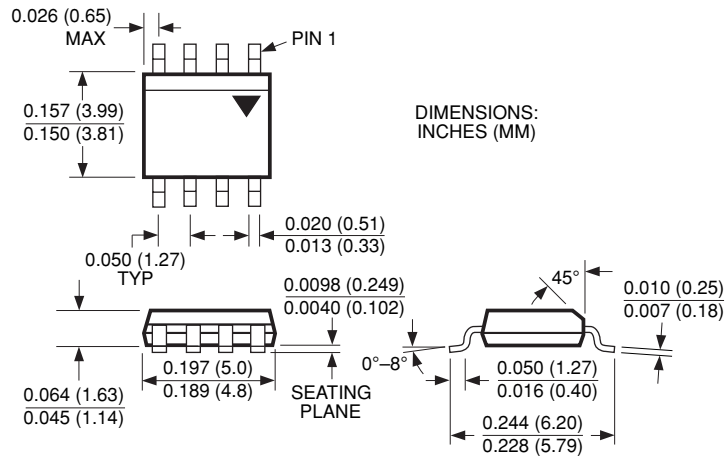 0.026 (0.65)
MAX
PIN 1
0.157 (3.99)
0.150 (3.81)
DIMENSIONS:
INCHES (MM)
0.050 (1.27)
TYP
0.020 (0.51)
0.013 (0.33)
0.0098 (0.249)
0.0040 (0.102)
45°
0.010 (0.25)
0.007 (0.18)
0°–8°
0.064 (1.63)
0.045 (1.14)
0.197 (5.0)
0.189 (4.8)
SEATING
PLANE
0.050 (1.27)
0.016 (0.40)
0.244 (6.20)
0.228 (5.79)